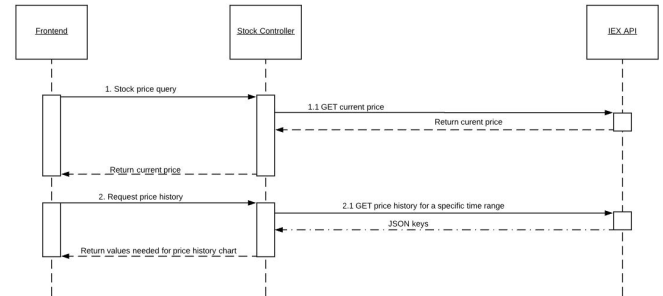 Frontend
Stock Controller
IEX API
1. Stock price query
1.1 GET current price
Return curent price
Return current price
2. Request price history
2.1 GET price history for a specific time range
JSON keys
Return values needed for price history chart